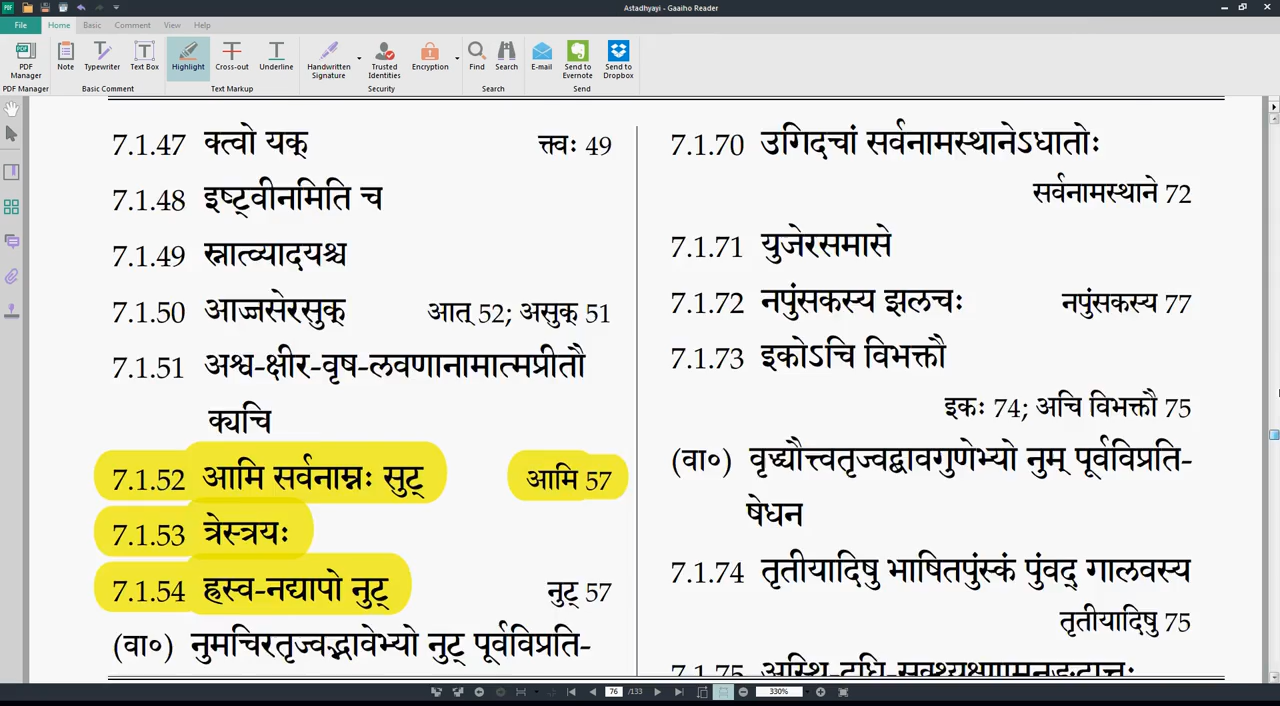 Astadhyayi - Gaaiho Reader
File Home Basic Comment View Help
PDF Manager Note Typewriter Text Box Highlight Cross-out Underline Handwritten Signature Trusted Identities Encryption Find Search E-mail Send to Evernote Send to Dropbox
PDF Manager Basic Comment Text Markup Security Search Send
7.1.47 क्त्वो यक् त्त्वः 49
7.1.48 इष्ट्वीनमिति च
7.1.49 स्नात्व्यादयश्च
7.1.50 आज्जसेरसुक् आत् 52; असुक् 51
7.1.51 अश्व-क्षीर-वृष-लवणानामात्मप्रीतौ
क्यचि
7.1.52 आमि सर्वनाम्नः सुट् आमि 57
7.1.53 त्रेस्त्रयः
7.1.54 ह्रस्व-नद्यापो नुट् नुट् 57
(वा०) नुमचिरतृज्वद्भावेभ्यो नुट् पूर्वविप्रति-
7.1.70 उगिदचां सर्वनामस्थानेऽधातोः
सर्वनामस्थाने 72
7.1.71 युजेरसमासे
7.1.72 नपुंसकस्य झलचः नपुंसकस्य 77
7.1.73 इकोऽचि विभक्तौ
इकः 74; अचि विभक्तौ 75
(वा०) वृद्ध्यौत्त्वतृज्वद्भावगुणेभ्यो नुम् पूर्वविप्रति-
षेधन
7.1.74 तृतीयादिषु भाषितपुंस्कं पुंवद् गालवस्य
तृतीयादिषु 75
7.1.75
76 /133 330%